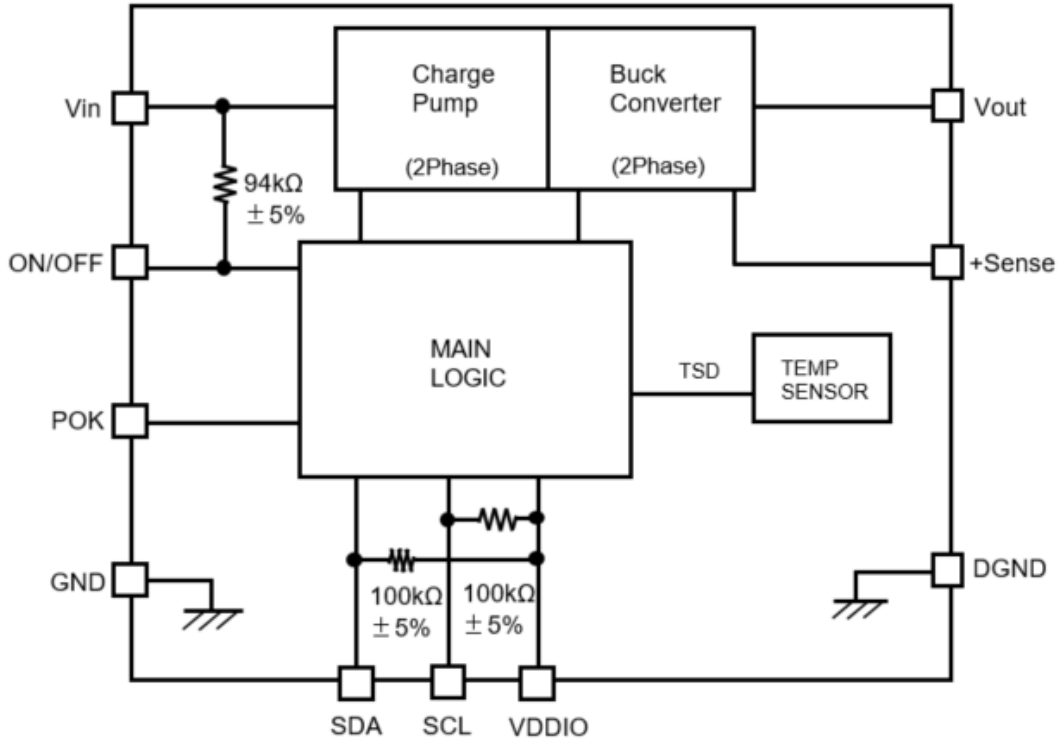 Charge
Pump
(2Phase)
Buck
Converter
(2Phase)
Vin
Vout
94kΩ
±5%
ON/OFF
+Sense
MAIN
LOGIC
TSD
TEMP
SENSOR
POK
GND
DGND
100kΩ
±5%
100kΩ
±5%
SDA
SCL
VDDIO